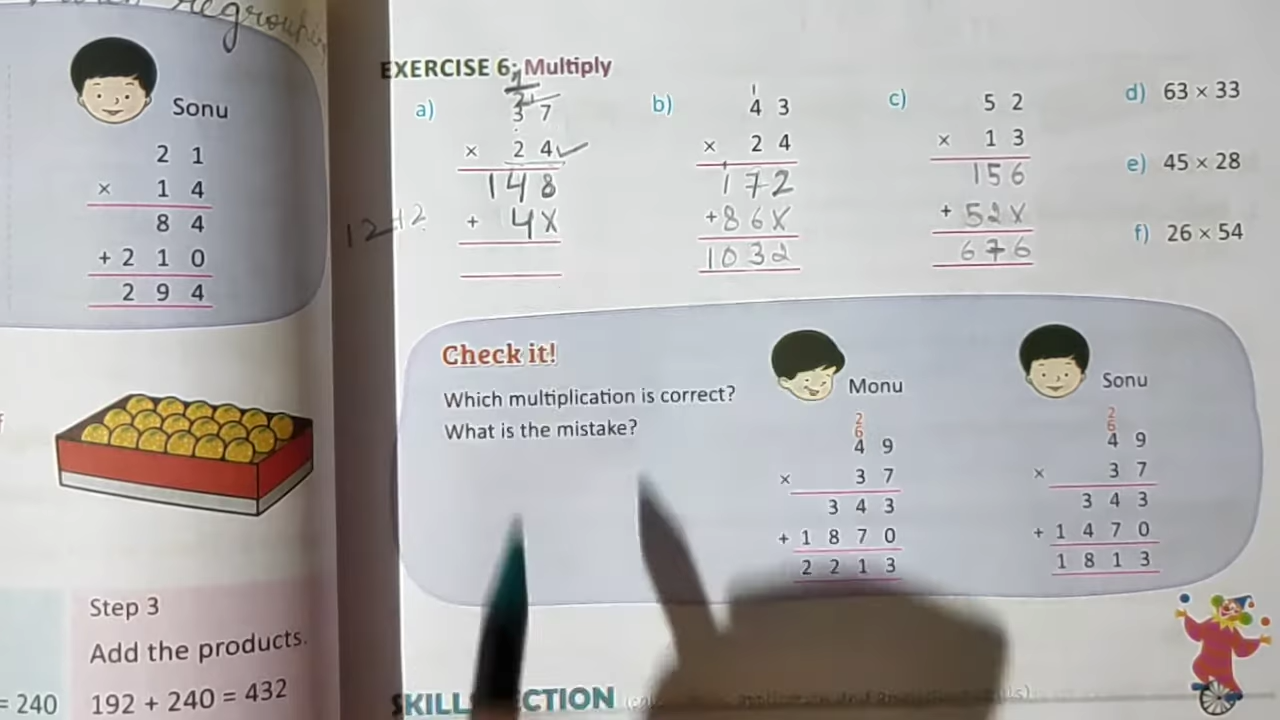 regrouping
Sonu
2 1
× 1 4
8 4
+ 2 1 0
2 9 4
Step 3
Add the products.
= 240
192 + 240 = 432
EXERCISE 6: Multiply
a)
3 7
× 2 4
1 4 8
+ 4 X
b)
1
4 3
× 2 4
1 7 2
+ 8 6 X
1 0 3 2
c)
5 2
× 1 3
1 5 6
+ 5 2 X
6 7 6
d) 63 × 33
e) 45 × 28
f) 26 × 54
Check it!
Which multiplication is correct?
What is the mistake?
Monu
2
6
4 9
× 3 7
3 4 3
+ 1 8 7 0
2 2 1 3
Sonu
2
6
4 9
× 3 7
3 4 3
+ 1 4 7 0
1 8 1 3